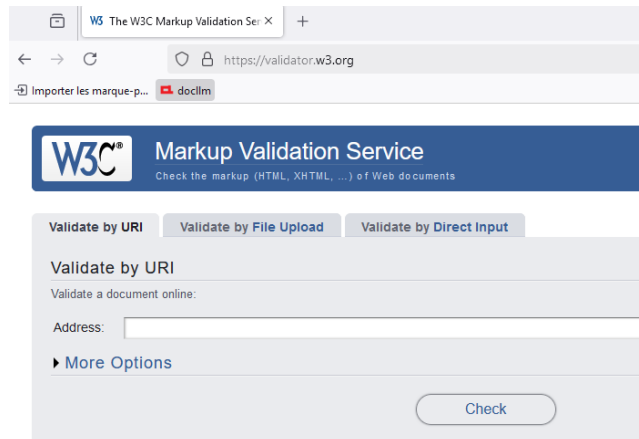 W3 The W3C Markup Validation Ser
https://validator.w3.org
Importer les marque-p... docllm
W3C® Markup Validation Service
Check the markup (HTML, XHTML, ...) of Web documents
Validate by URI Validate by File Upload Validate by Direct Input
Validate by URI
Validate a document online:
Address:
More Options
Check